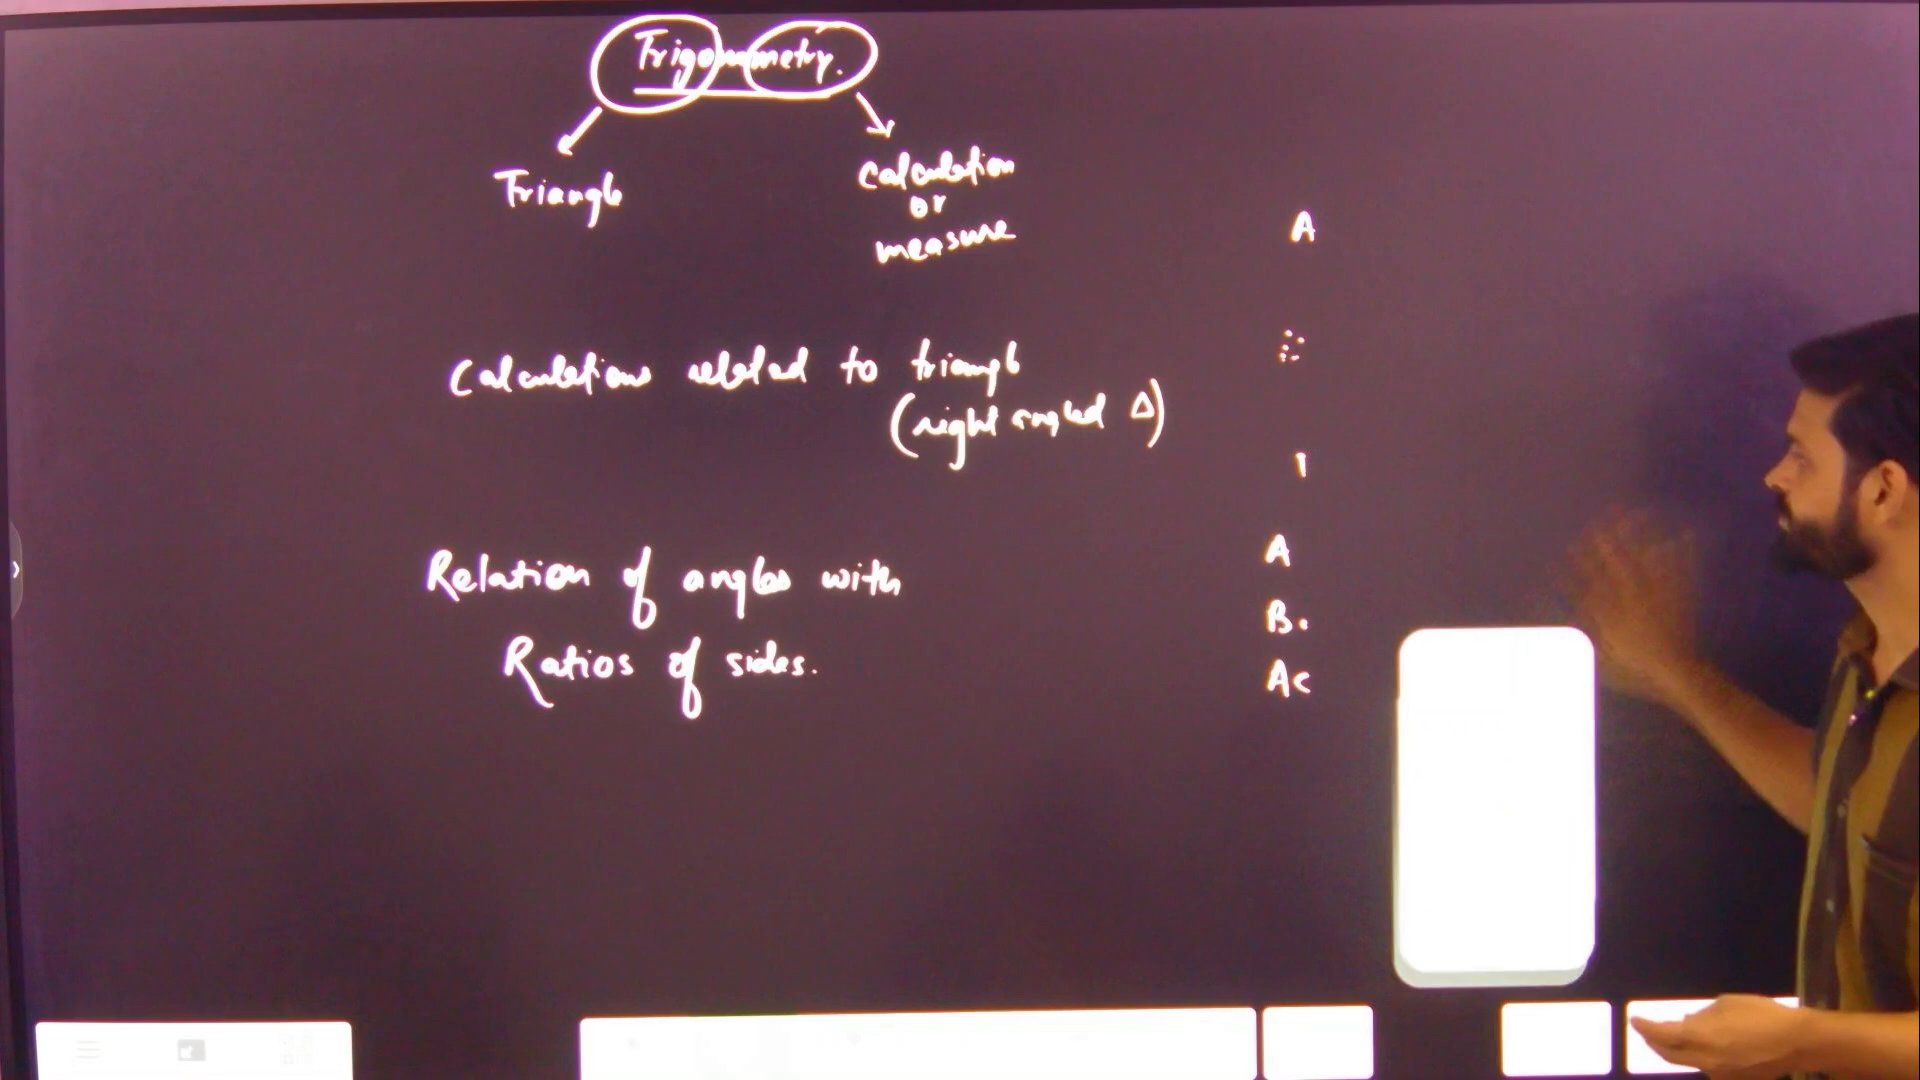 Trigonometry.
Triangle
Calculation
or
measure
A
Calculations related to triangle
(right angled Δ)
1
Relation of angles with
A
B.
Ratios of sides.
Ac